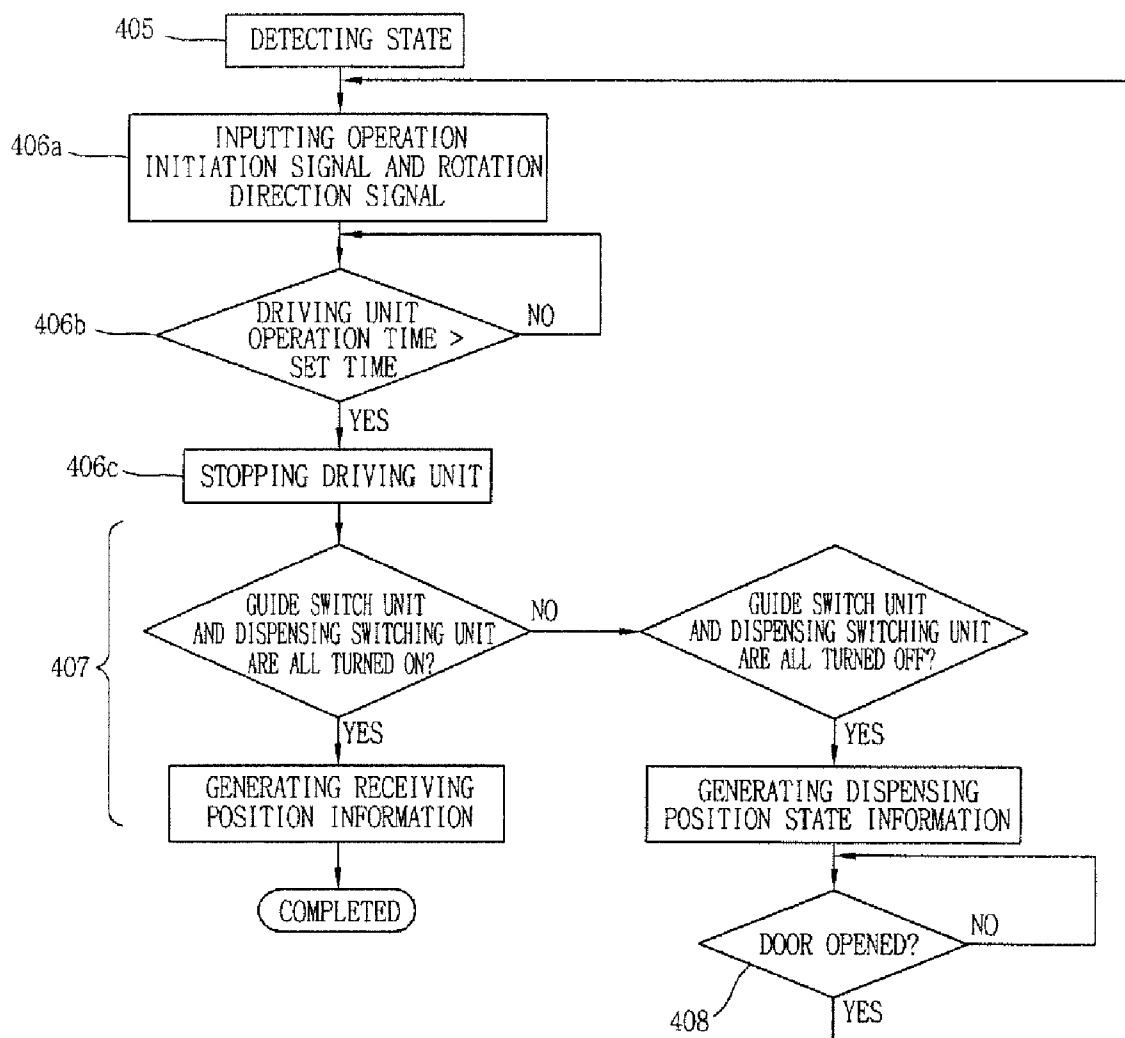 405
DETECTING STATE
406a
INPUTTING OPERATION
INITIATION SIGNAL AND ROTATION
DIRECTION SIGNAL
406b
DRIVING UNIT
OPERATION TIME >
SET TIME
NO
YES
406c
STOPPING DRIVING UNIT
407
GUIDE SWITCH UNIT
AND DISPENSING SWITCHING UNIT
ARE ALL TURNED ON?
NO
GUIDE SWITCH UNIT
AND DISPENSING SWITCHING UNIT
ARE ALL TURNED OFF?
YES
YES
GENERATING RECEIVING
POSITION INFORMATION
GENERATING DISPENSING
POSITION STATE INFORMATION
COMPLETED
DOOR OPENED?
NO
408
YES